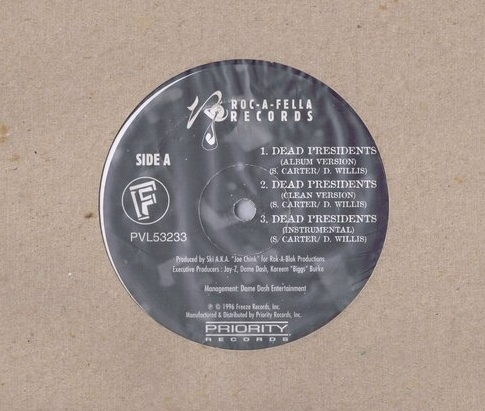 ROC-A-FELLA
RECORDS
SIDE A
1. DEAD PRESIDENTS
(ALBUM VERSION)
(S. CARTER/ D. WILLIS)
2. DEAD PRESIDENTS
(CLEAN VERSION)
(S. CARTER/ D. WILLIS)
3. DEAD PRESIDENTS
(INSTRUMENTAL)
(S/ CARTER/ D. WILLIS)
F
PVL53233
Produced by Ski A.K.A. "Joe Chink" for Rok-A-Blok Productions.
Executive Producers : Jay-Z, Dame Dash, Kareem "Biggs" Burke
Management: Dame Dash Entertainment
℗ © 1996 Freeze Records, Inc.
Manufactured & Distributed by Priority Records, Inc.
PRIORITY
RECORDS